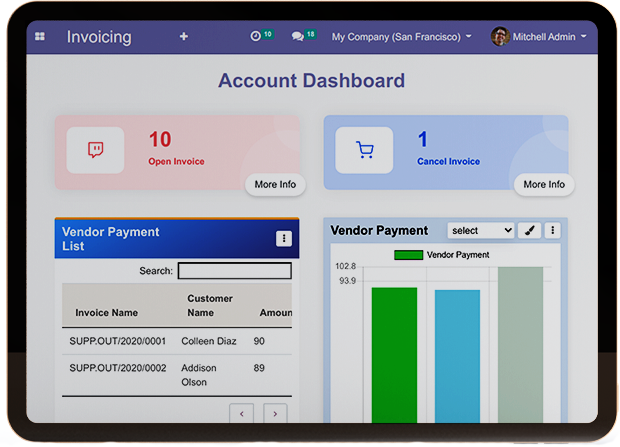 Invoicing
10
18
My Company (San Francisco)
Mitchell Admin
Account Dashboard
10
Open Invoice
More Info
1
Cancel Invoice
More Info
Vendor Payment
List
Search:
Invoice Name
Customer
Name
Amoun
SUPP.OUT/2020/0001
Colleen Diaz
90
SUPP.OUT/2020/0002
Addison
Olson
89
Vendor Payment
select
Vendor Payment
102.8
93.9